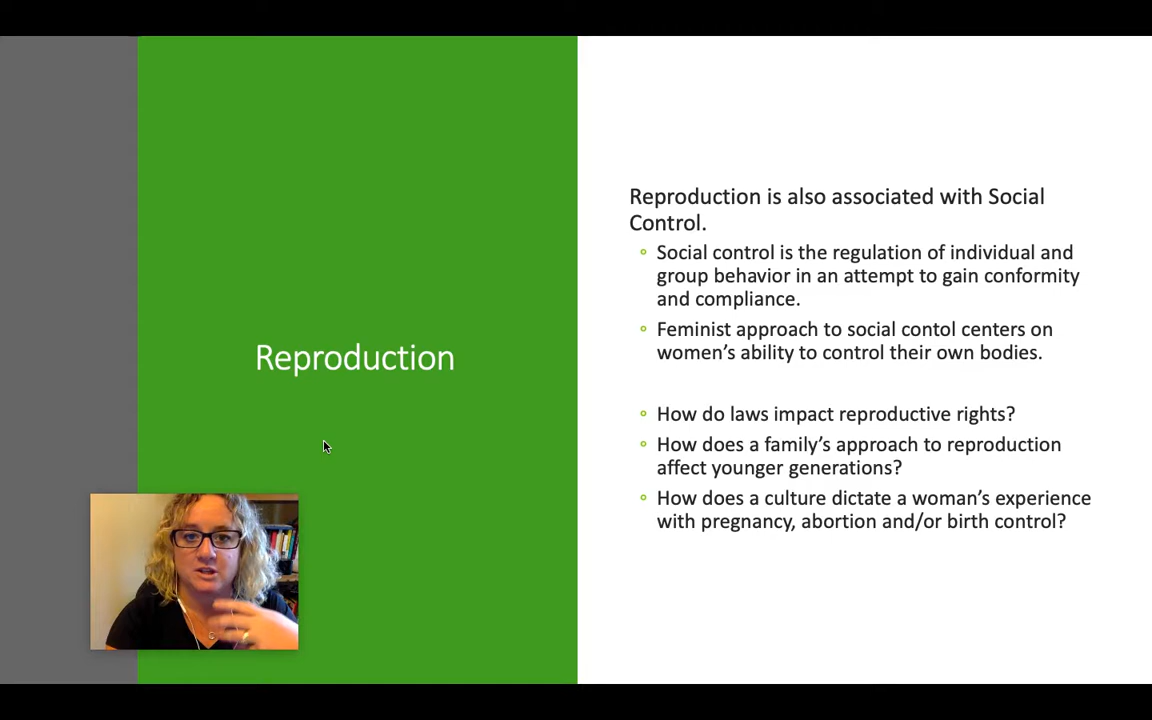 Reproduction
Reproduction is also associated with Social
Control.
Social control is the regulation of individual and
group behavior in an attempt to gain conformity
and compliance.
Feminist approach to social contol centers on
women’s ability to control their own bodies.
How do laws impact reproductive rights?
How does a family’s approach to reproduction
affect younger generations?
How does a culture dictate a woman’s experience
with pregnancy, abortion and/or birth control?